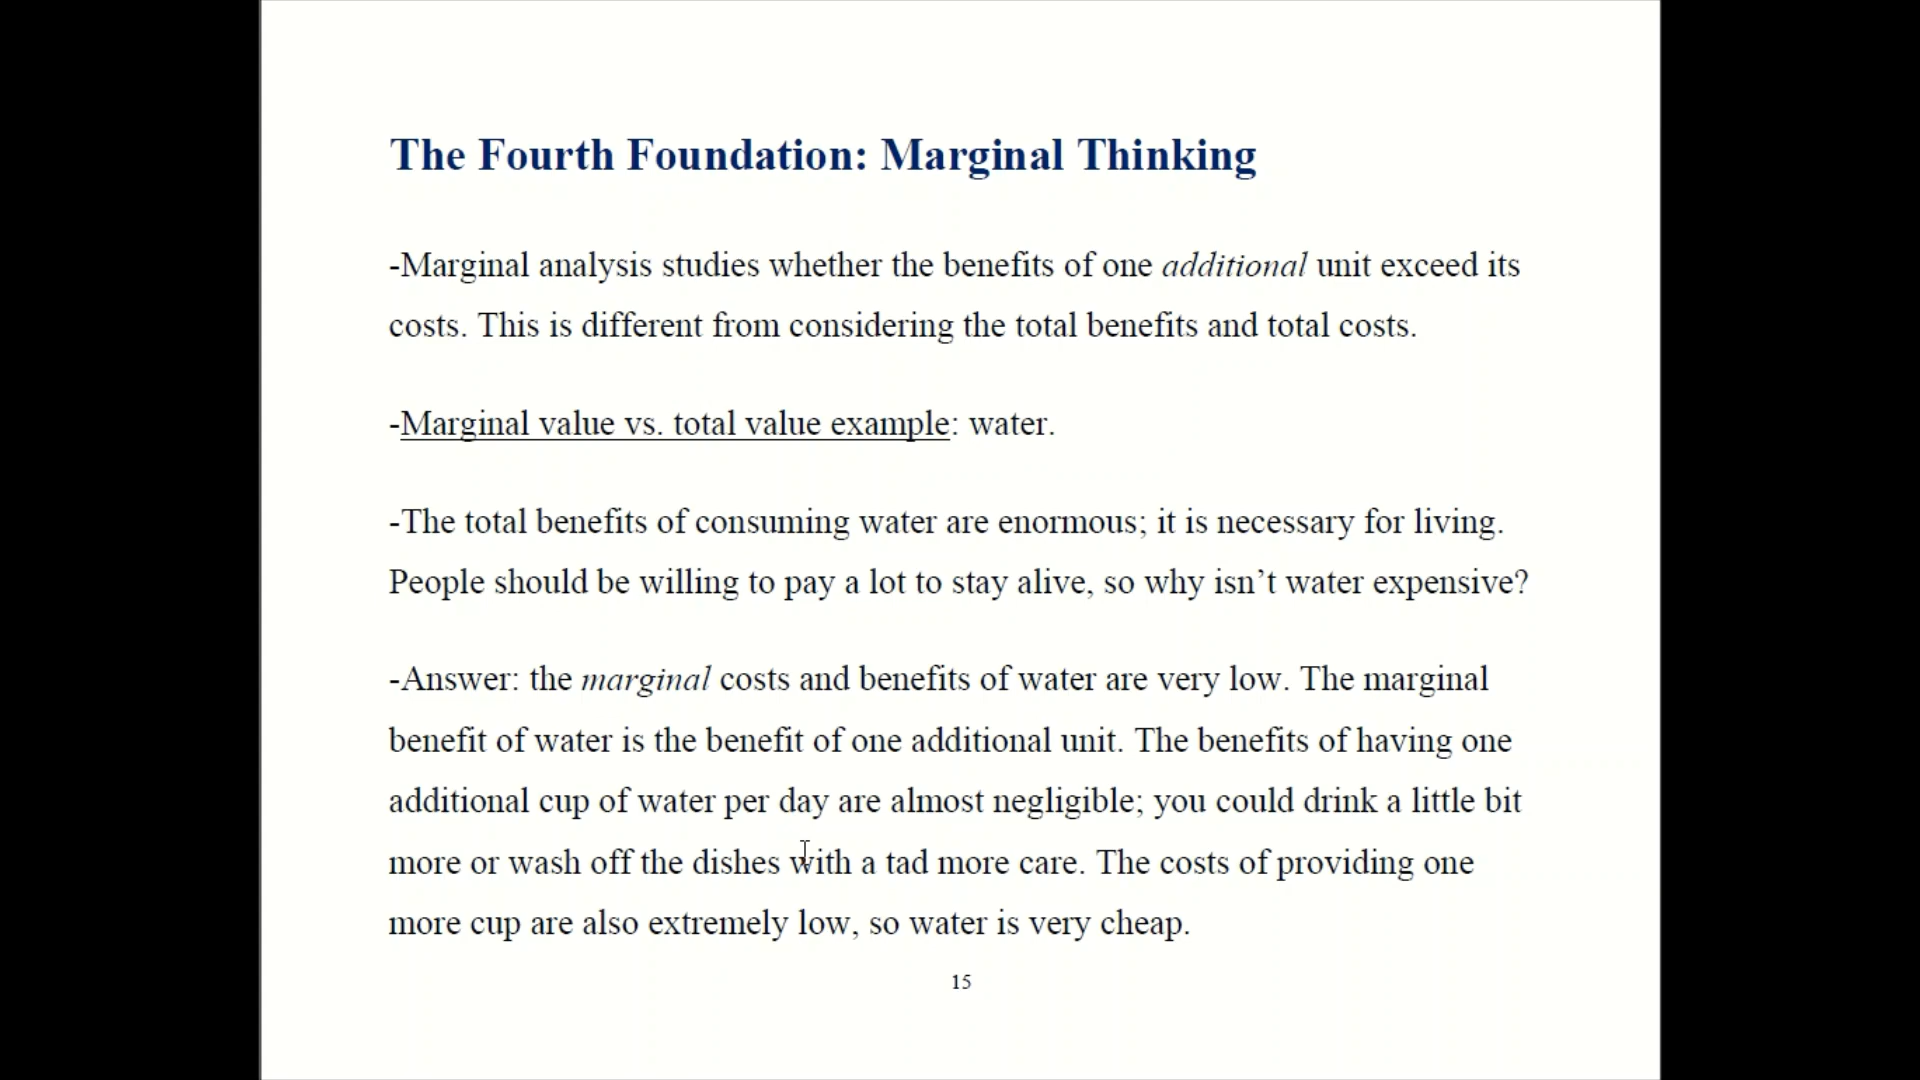 The Fourth Foundation: Marginal Thinking
-Marginal analysis studies whether the benefits of one additional unit exceed its
costs. This is different from considering the total benefits and total costs.
-Marginal value vs. total value example: water.
-The total benefits of consuming water are enormous; it is necessary for living.
People should be willing to pay a lot to stay alive, so why isn’t water expensive?
-Answer: the marginal costs and benefits of water are very low. The marginal
benefit of water is the benefit of one additional unit. The benefits of having one
additional cup of water per day are almost negligible; you could drink a little bit
more or wash off the dishes with a tad more care. The costs of providing one
more cup are also extremely low, so water is very cheap.
15